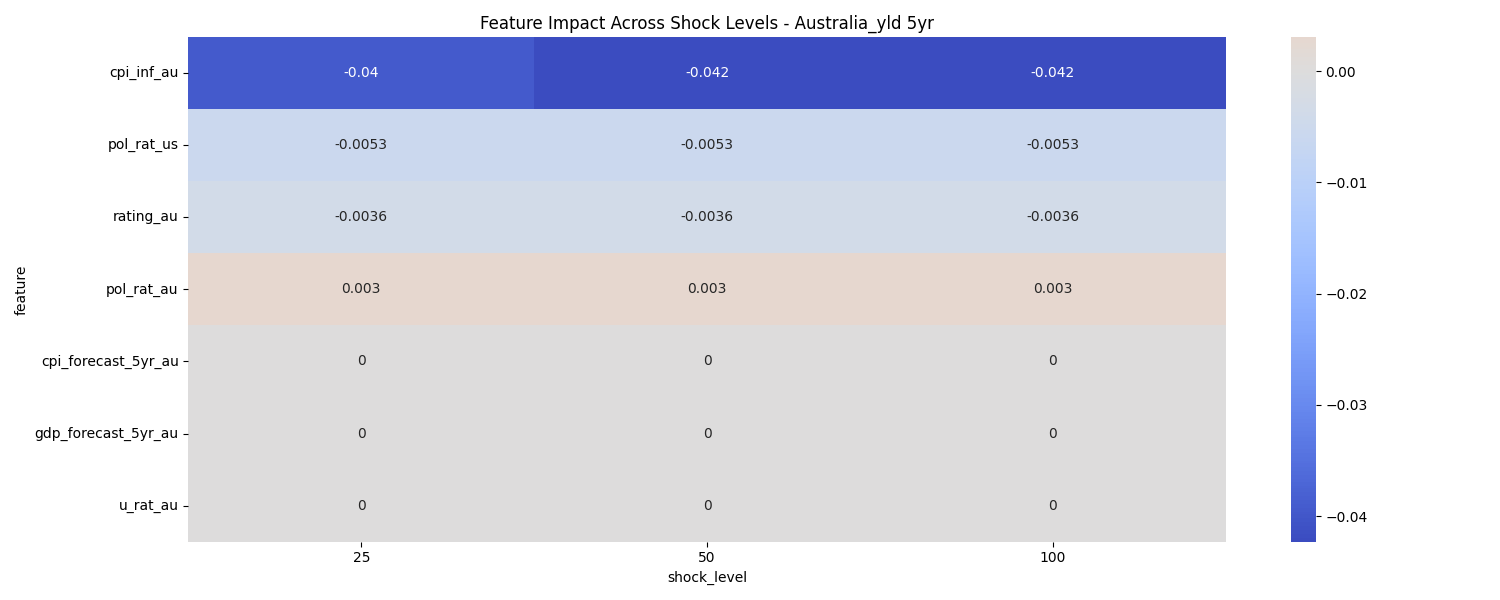 Feature Impact Across Shock Levels - Australia_yld 5yr
feature
cpi_inf_au -0.04 -0.042 -0.042
pol_rat_us -0.0053 -0.0053 -0.0053
rating_au -0.0036 -0.0036 -0.0036
pol_rat_au 0.003 0.003 0.003
cpi_forecast_5yr_au 0 0 0
gdp_forecast_5yr_au 0 0 0
u_rat_au 0 0 0
25 50 100
shock_level
0.00
−0.01
−0.02
−0.03
−0.04